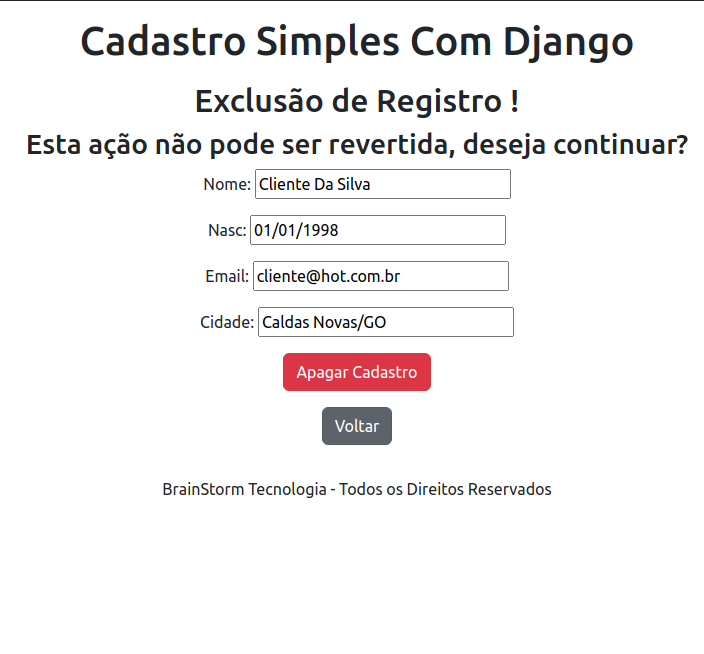 Cadastro Simples Com Django
Exclusão de Registro !
Esta ação não pode ser revertida, deseja continuar?
Nome: Cliente Da Silva
Nasc: 01/01/1998
Email: cliente@hot.com.br
Cidade: Caldas Novas/GO
Apagar Cadastro
Voltar
BrainStorm Tecnologia - Todos os Direitos Reservados